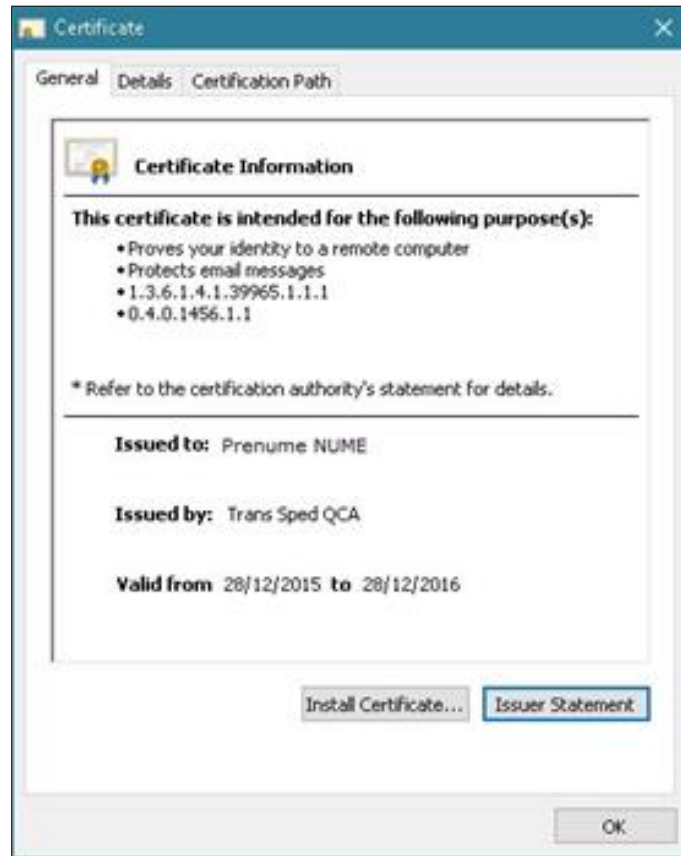 Certificate
General Details Certification Path
Certificate Information
This certificate is intended for the following purpose(s):
•Proves your identity to a remote computer
•Protects email messages
•1.3.6.1.4.1.39965.1.1.1
•0.4.0.1456.1.1
* Refer to the certification authority's statement for details.
Issued to: Prenume NUME
Issued by: Trans Sped QCA
Valid from 28/12/2015 to 28/12/2016
Install Certificate... Issuer Statement
OK